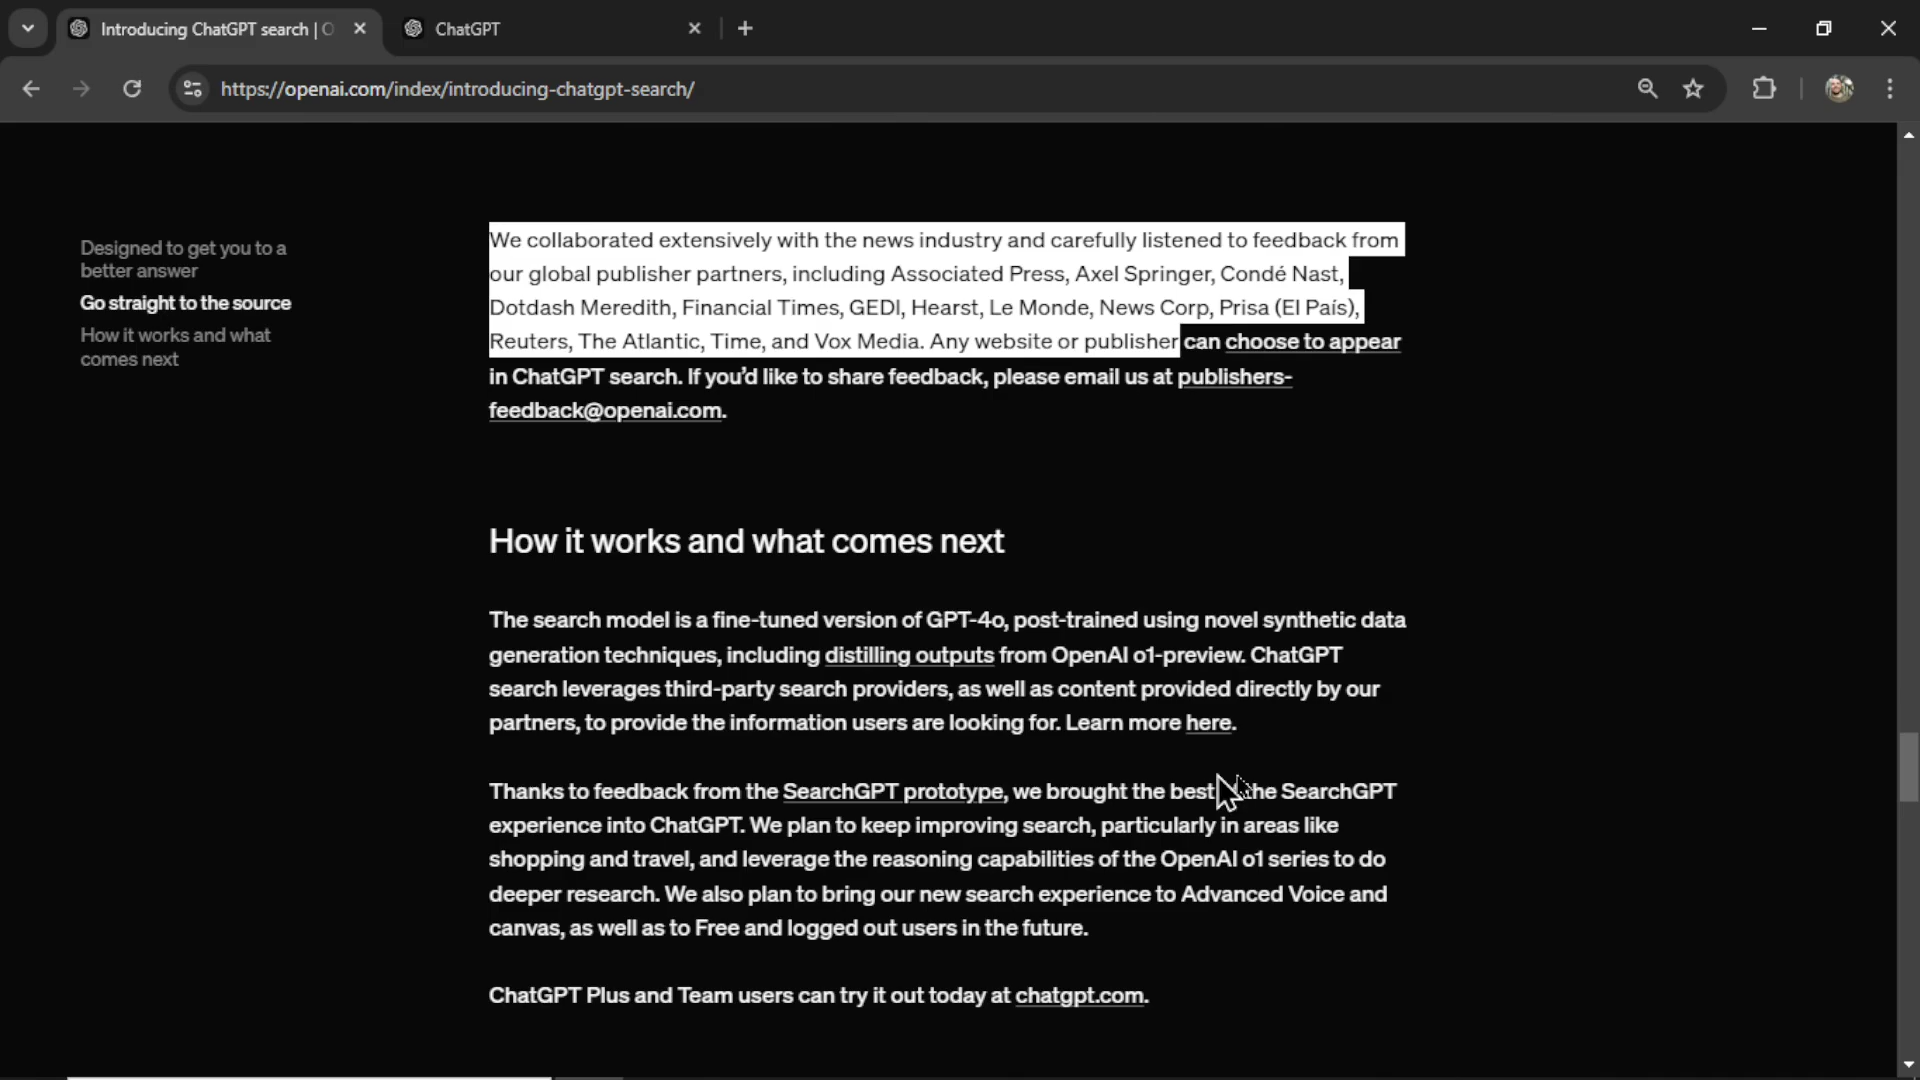 Introducing ChatGPT search | O
ChatGPT
https://openai.com/index/introducing-chatgpt-search/
Designed to get you to a
better answer
Go straight to the source
How it works and what
comes next
We collaborated extensively with the news industry and carefully listened to feedback from
our global publisher partners, including Associated Press, Axel Springer, Condé Nast,
Dotdash Meredith, Financial Times, GEDI, Hearst, Le Monde, News Corp, Prisa (El País),
Reuters, The Atlantic, Time, and Vox Media. Any website or publisher can choose to appear
in ChatGPT search. If you’d like to share feedback, please email us at publishers-
feedback@openai.com.
How it works and what comes next
The search model is a fine-tuned version of GPT-4o, post-trained using novel synthetic data
generation techniques, including distilling outputs from OpenAI o1-preview. ChatGPT
search leverages third-party search providers, as well as content provided directly by our
partners, to provide the information users are looking for. Learn more here.
Thanks to feedback from the SearchGPT prototype, we brought the best the SearchGPT
experience into ChatGPT. We plan to keep improving search, particularly in areas like
shopping and travel, and leverage the reasoning capabilities of the OpenAI o1 series to do
deeper research. We also plan to bring our new search experience to Advanced Voice and
canvas, as well as to Free and logged out users in the future.
ChatGPT Plus and Team users can try it out today at chatgpt.com.